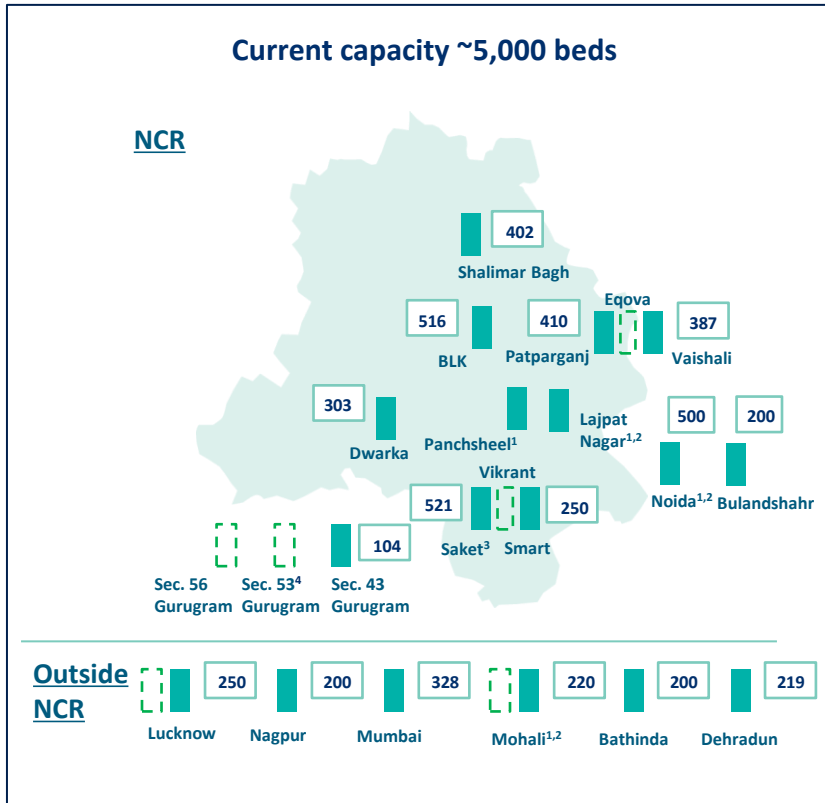 Current capacity ~5,000 beds
NCR
402
Shalimar Bagh
Eqova
516
410
387
BLK
Patparganj
Vaishali
303
500
200
Dwarka
Panchsheel¹
Lajpat
Nagar¹,²
Vikrant
Noida¹,²
Bulandshahr
521
250
Saket³
Smart
104
Sec. 56
Gurugram
Sec. 53⁴
Gurugram
Sec. 43
Gurugram
Outside
NCR
250
200
328
220
200
219
Lucknow
Nagpur
Mumbai
Mohali¹,²
Bathinda
Dehradun